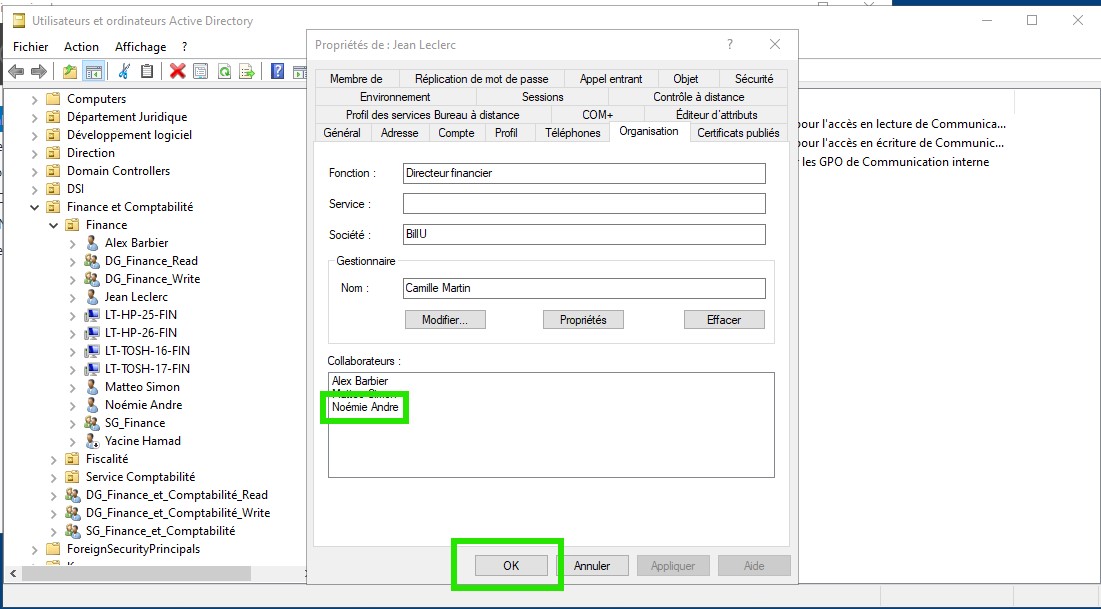 Utilisateurs et ordinateurs Active Directory
Fichier Action Affichage ?
Computers
Département Juridique
Développement logiciel
Direction
Domain Controllers
DSI
Finance et Comptabilité
Finance
Alex Barbier
DG_Finance_Read
DG_Finance_Write
Jean Leclerc
LT-HP-25-FIN
LT-HP-26-FIN
LT-TOSH-16-FIN
LT-TOSH-17-FIN
Matteo Simon
Noémie Andre
SG_Finance
Yacine Hamad
Fiscalité
Service Comptabilité
DG_Finance_et_Comptabilité_Read
DG_Finance_et_Comptabilité_Write
SG_Finance_et_Comptabilité
ForeignSecurityPrincipals
Propriétés de : Jean Leclerc ?
Membre de Réplication de mot de passe Appel entrant Objet Sécurité
Environnement Sessions Contrôle à distance
Profil des services Bureau à distance COM+ Éditeur d'attributs
Général Adresse Compte Profil Téléphones Organisation Certificats publiés
Fonction : Directeur financier
Service :
Société : BillU
Gestionnaire
Nom : Camille Martin
Modifier... Propriétés Effacer
Collaborateurs :
Alex Barbier
Matteo Simon
Noémie Andre
OK Annuler Appliquer Aide
pour l'accès en lecture de Communica...
pour l'accès en écriture de Communic...
les GPO de Communication interne